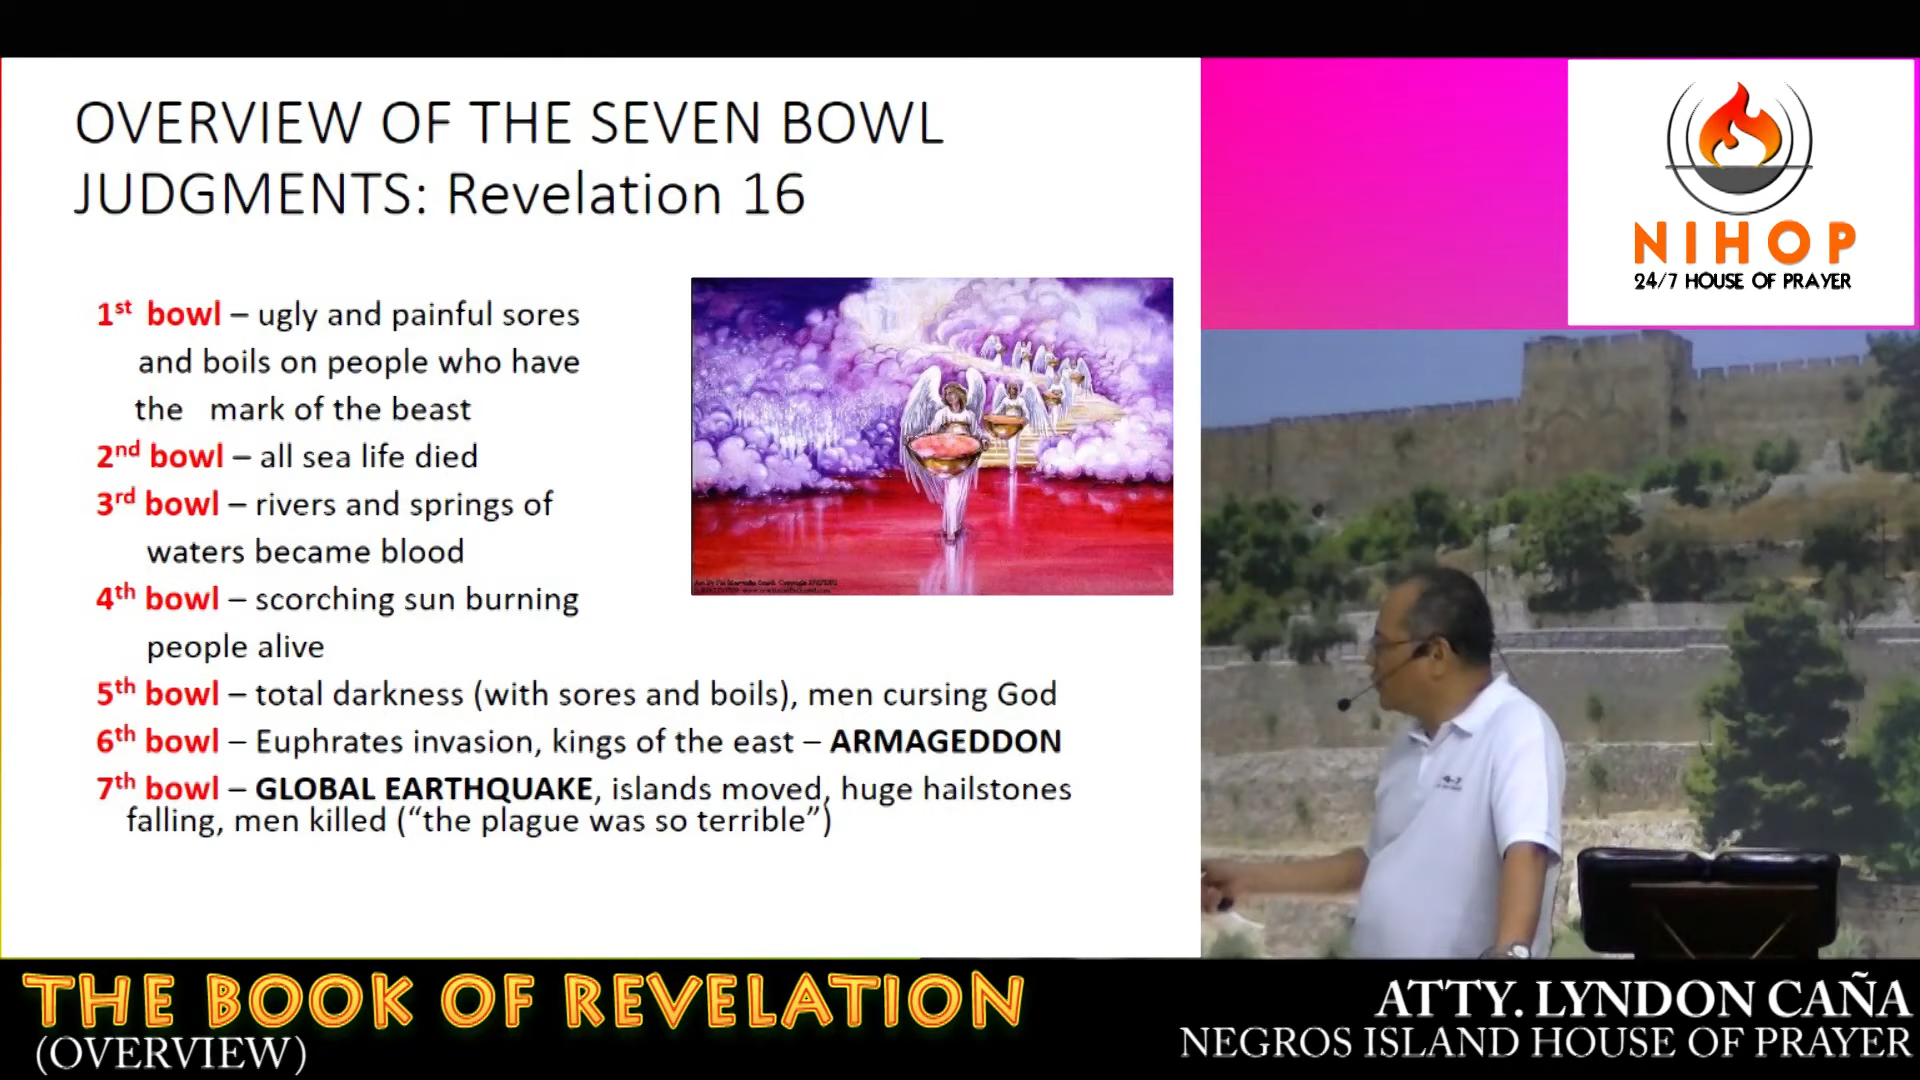 OVERVIEW OF THE SEVEN BOWL
JUDGMENTS: Revelation 16
1st bowl – ugly and painful sores
and boils on people who have
the mark of the beast
2nd bowl – all sea life died
3rd bowl – rivers and springs of
waters became blood
4th bowl – scorching sun burning
people alive
5th bowl – total darkness (with sores and boils), men cursing God
6th bowl – Euphrates invasion, kings of the east – ARMAGEDDON
7th bowl – GLOBAL EARTHQUAKE, islands moved, huge hailstones
falling, men killed (“the plague was so terrible”)
NIHOP
24/7 HOUSE OF PRAYER
THE BOOK OF REVELATION
(OVERVIEW)
ATTY. LYNDON CAÑA
NEGROS ISLAND HOUSE OF PRAYER